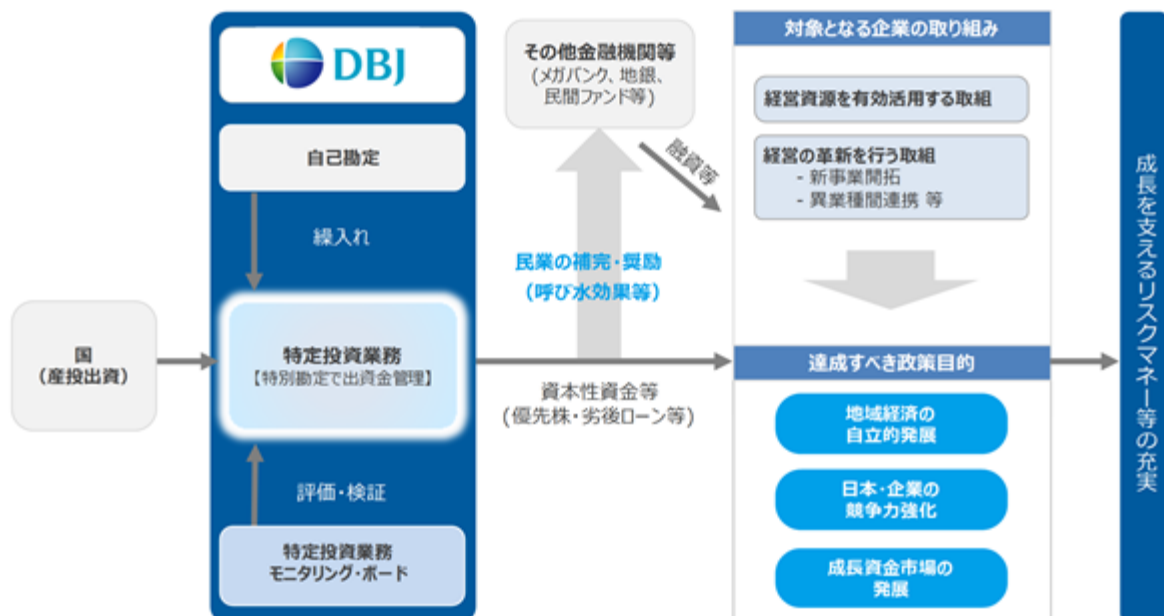 国
（産投出資）
DBJ
自己勘定
繰入れ
特定投資業務
【特別勘定で出資金管理】
評価・検証
特定投資業務
モニタリング・ボード
その他金融機関等
(メガバンク、地銀、
民間ファンド等)
融資等
民業の補完・奨励
(呼び水効果等)
資本性資金等
(優先株・劣後ローン等)
対象となる企業の取り組み
経営資源を有効活用する取組
経営の革新を行う取組
- 新事業開拓
- 異業種間連携 等
達成すべき政策目的
地域経済の
自立的発展
日本・企業の
競争力強化
成長資金市場の
発展
成長を支えるリスクマネー等の充実